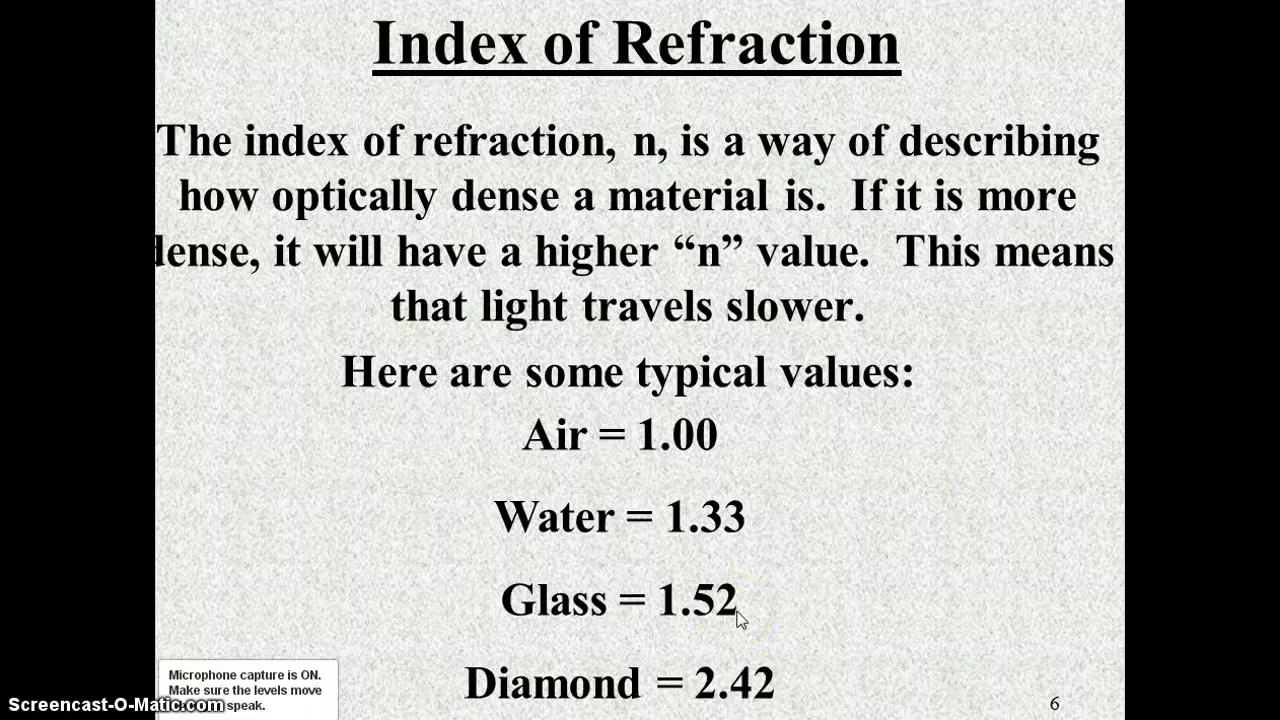 Index of Refraction
The index of refraction, n, is a way of describing
how optically dense a material is. If it is more
dense, it will have a higher “n” value. This means
that light travels slower.
Here are some typical values:
Air = 1.00
Water = 1.33
Glass = 1.52
Diamond = 2.42
Microphone capture is ON.
Make sure the levels move
speak.
Screencast-O-Matic.com
6